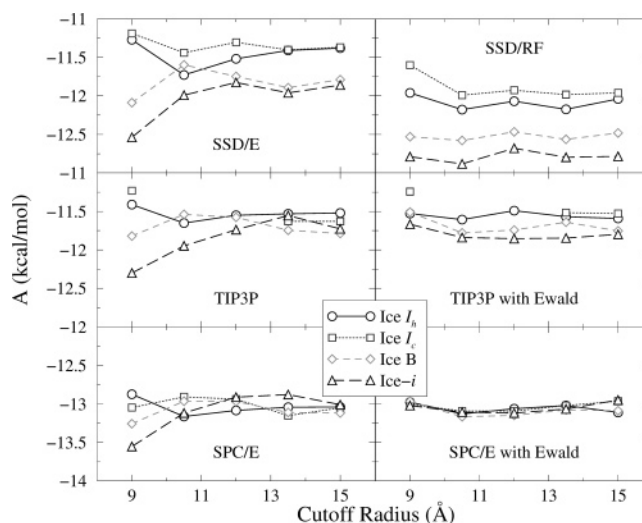 -11
-11.5
-12
-12.5
SSD/E
SSD/RF
-11
-11.5
-12
-12.5
TIP3P
TIP3P with Ewald
A (kcal/mol)
Ice Ih
Ice Ic
Ice B
Ice-i
-12
-12.5
-13
-13.5
-14
SPC/E
SPC/E with Ewald
9 11 13 15 9 11 13 15
Cutoff Radius (Å)